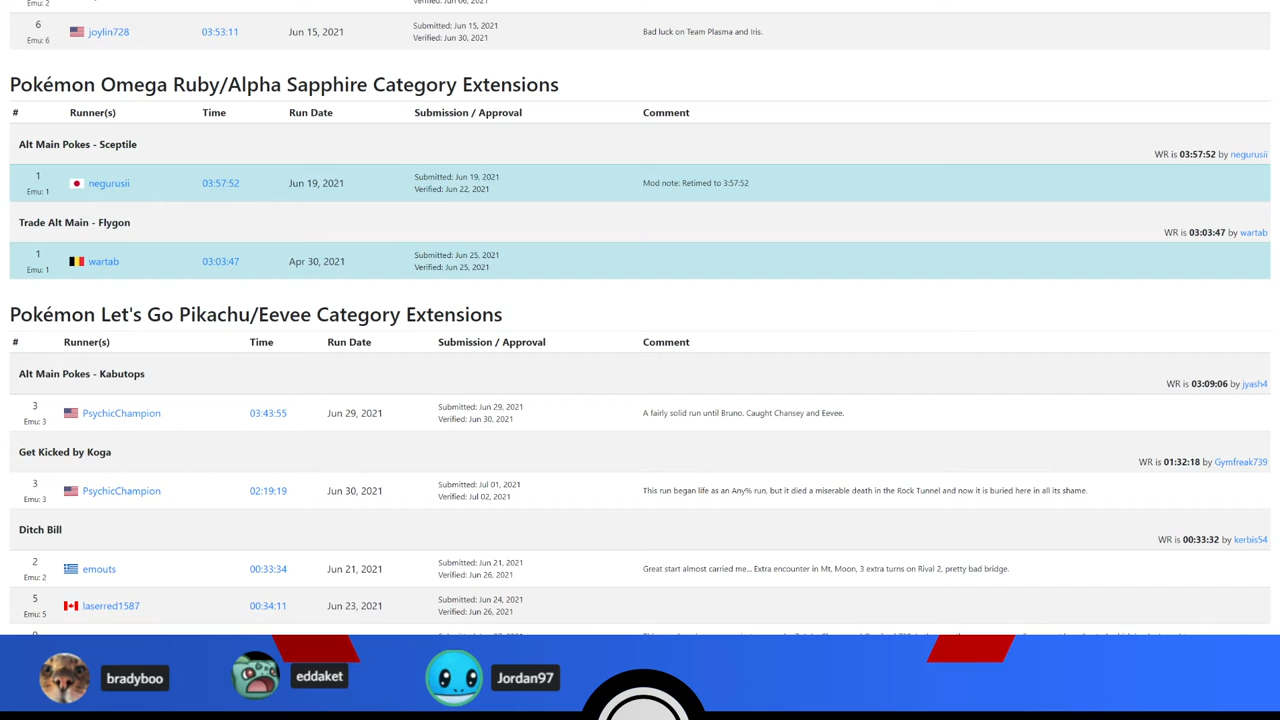 Emu: 2
6
Emu: 6
joylin728
03:53:11
Jun 15, 2021
Submitted: Jun 15, 2021
Verified: Jun 30, 2021
Bad luck on Team Plasma and Iris.
Pokémon Omega Ruby/Alpha Sapphire Category Extensions
# Runner(s) Time Run Date Submission / Approval Comment
Alt Main Pokes - Sceptile
WR is 03:57:52 by negurusii
1
Emu: 1
negurusii
03:57:52
Jun 19, 2021
Submitted: Jun 19, 2021
Verified: Jun 22, 2021
Mod note: Retimed to 3:57:52
Trade Alt Main - Flygon
WR is 03:03:47 by wartab
1
Emu: 1
wartab
03:03:47
Apr 30, 2021
Submitted: Jun 25, 2021
Verified: Jun 25, 2021
Pokémon Let's Go Pikachu/Eevee Category Extensions
# Runner(s) Time Run Date Submission / Approval Comment
Alt Main Pokes - Kabutops
WR is 03:09:06 by jyash4
3
Emu: 3
PsychicChampion
03:43:55
Jun 29, 2021
Submitted: Jun 29, 2021
Verified: Jun 30, 2021
A fairly solid run until Bruno. Caught Chansey and Eevee.
Get Kicked by Koga
WR is 01:32:18 by Gymfreak739
3
Emu: 3
PsychicChampion
02:19:19
Jun 30, 2021
Submitted: Jul 01, 2021
Verified: Jul 02, 2021
This run began life as an Any% run, but it died a miserable death in the Rock Tunnel and now it is buried here in all its shame.
Ditch Bill
WR is 00:33:32 by kerbis54
2
Emu: 2
emouts
00:33:34
Jun 21, 2021
Submitted: Jun 21, 2021
Verified: Jun 26, 2021
Great start almost carried me... Extra encounter in Mt. Moon, 3 extra turns on Rival 2, pretty bad bridge.
5
Emu: 5
laserred1587
00:34:11
Jun 23, 2021
Submitted: Jun 24, 2021
Verified: Jun 26, 2021
bradyboo
eddaket
Jordan97